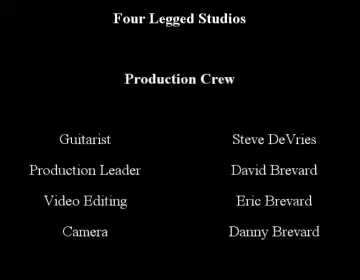 Four Legged Studios
Production Crew
Guitarist Steve DeVries
Production Leader David Brevard
Video Editing Eric Brevard
Camera Danny Brevard